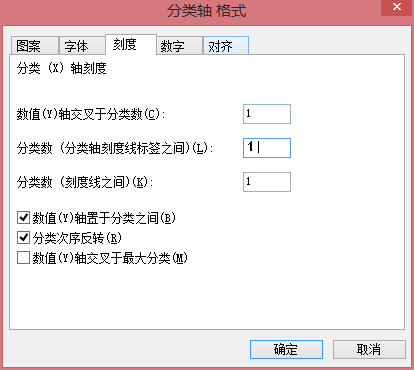 分类轴 格式
图案 字体 刻度 数字 对齐
分类 (X) 轴刻度
数值(Y)轴交叉于分类数(C): 1
分类数 (分类轴刻度线标签之间)(L): 1
分类数 (刻度线之间)(K): 1
数值(Y)轴置于分类之间(B)
分类次序反转(R)
数值(Y)轴交叉于最大分类(M)
确定 取消